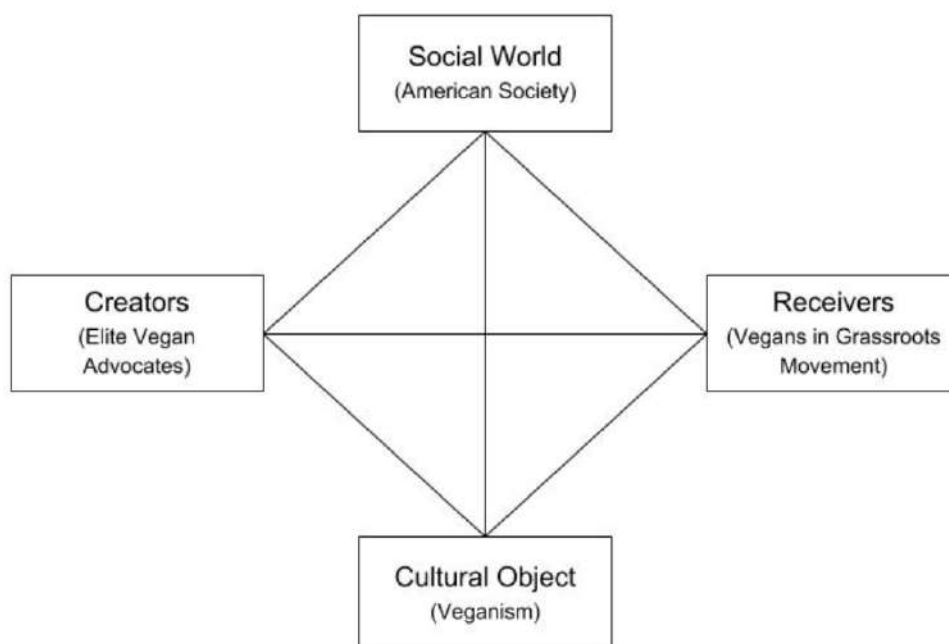 Social World
(American Society)
Creators
(Elite Vegan
Advocates)
Receivers
(Vegans in Grassroots
Movement)
Cultural Object
(Veganism)